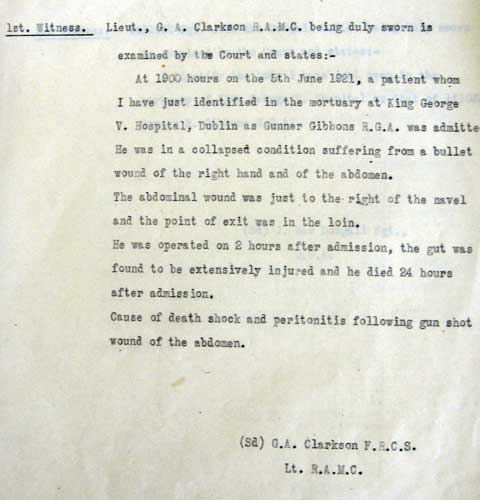 1st. Witness. Lieut., G. A. Clarkson R.A.M.C. being duly sworn is
examined by the Court and states:-
At 1900 hours on the 5th June 1921, a patient whom
I have just identified in the mortuary at King George
V. Hospital, Dublin as Gunner Gibbons R.G.A. was admitte
He was in a collapsed condition suffering from a bullet
wound of the right hand and of the abdomen.
The abdominal wound was just to the right of the navel
and the point of exit was in the loin.
He was operated on 2 hours after admission, the gut was
found to be extensively injured and he died 24 hours
after admission.
Cause of death shock and peritonitis following gun shot
wound of the abdomen.
(Sd) G.A. Clarkson F.R.C.S.
Lt. R.A.M.C.